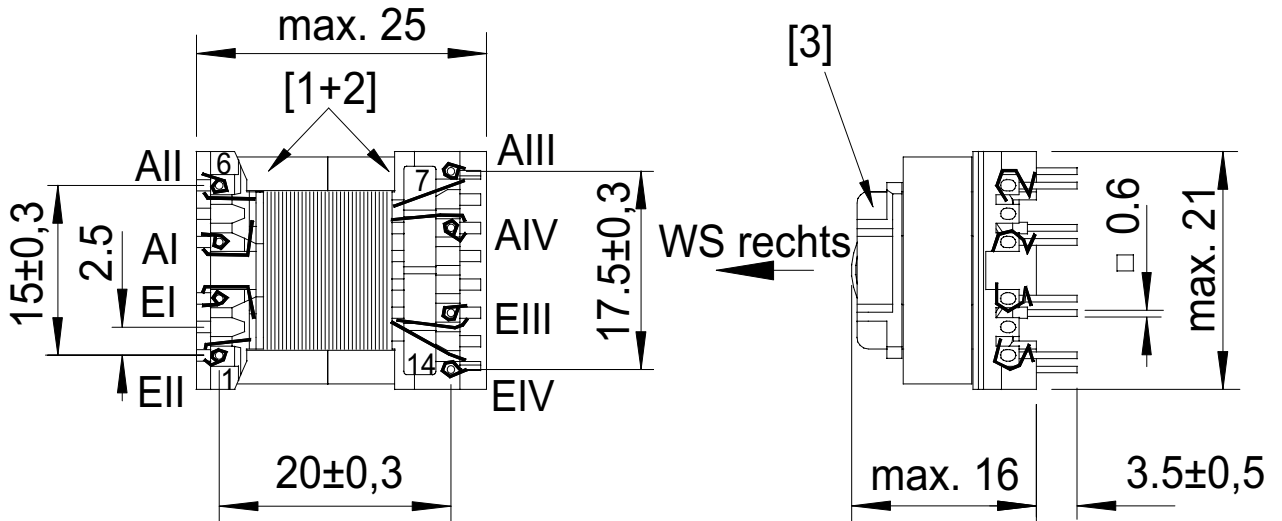 max. 25
[3]
[1+2]
AII
6
AIII
7
15±0,3
2.5
AI
AIV
17.5±0,3
WS rechts
□ 0.6
max. 21
EI
EIII
EII
1
14
EIV
20±0,3
max. 16
3.5±0,5